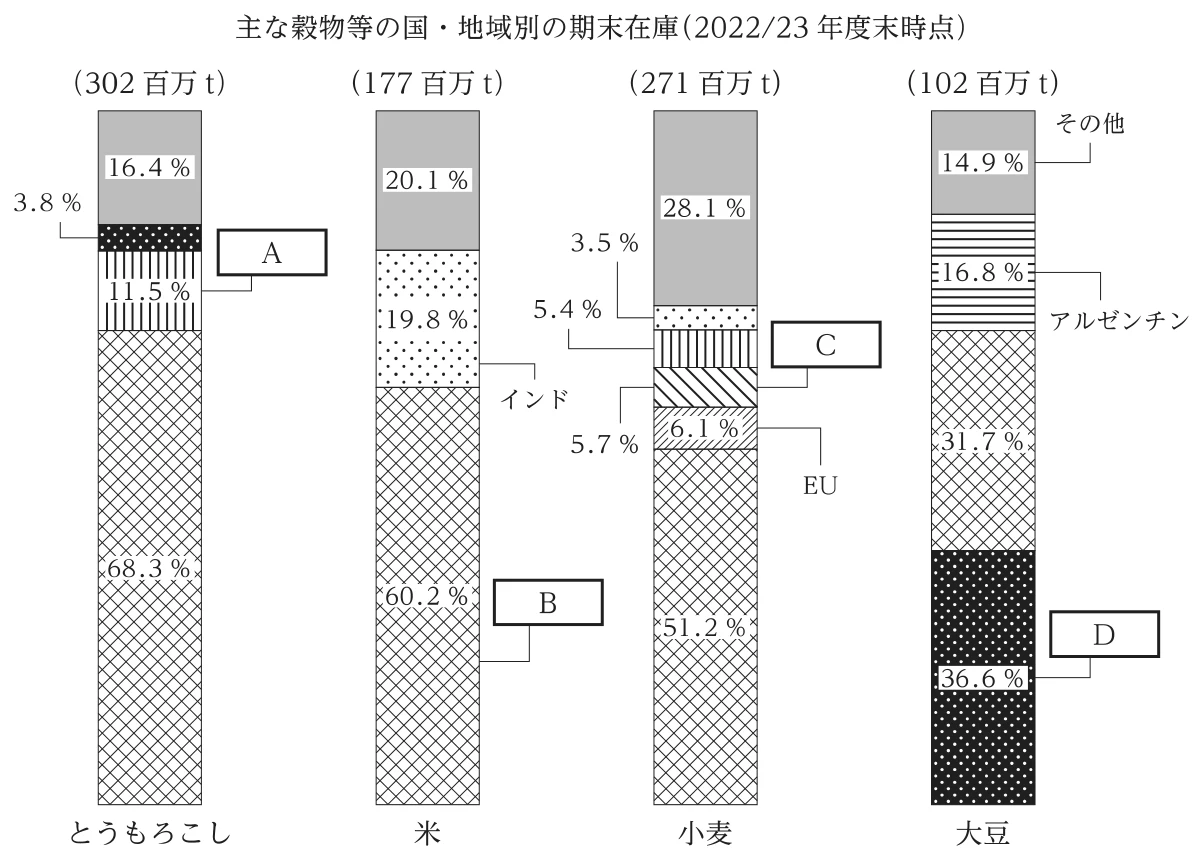 主な穀物等の国・地域別の期末在庫(2022/23 年度末時点)
(302 百万 t)
(177 百万 t)
(271 百万 t)
(102 百万 t)
16.4 %
3.8 %
A
11.5 %
68.3 %
とうもろこし
20.1 %
19.8 %
インド
60.2 %
B
米
28.1 %
3.5 %
5.4 %
C
5.7 %
6.1 %
EU
51.2 %
小麦
その他
14.9 %
16.8 %
アルゼンチン
31.7 %
D
36.6 %
大豆